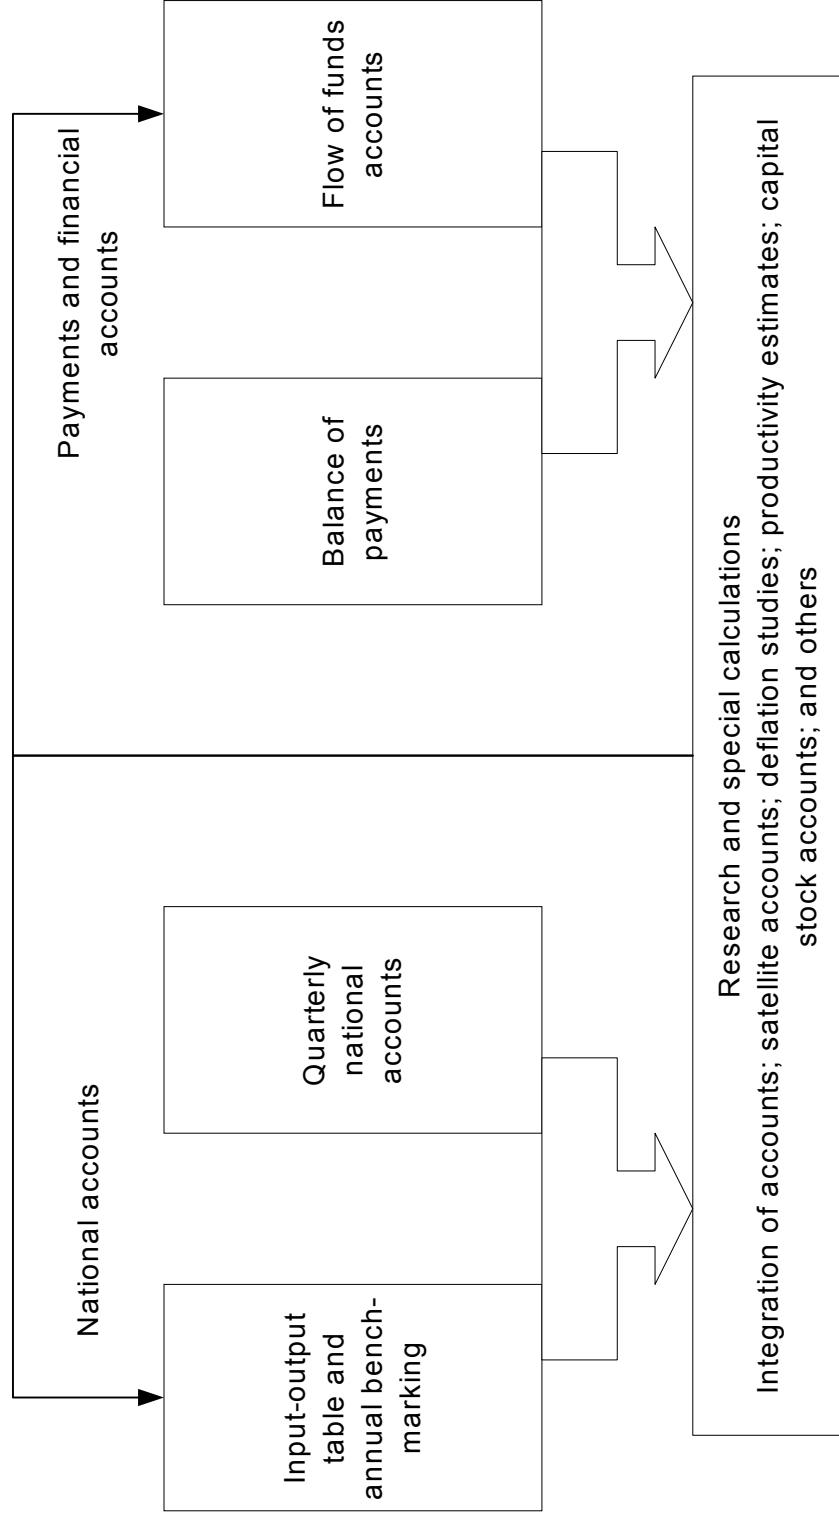 National accounts
Payments and financial
accounts
Input-output
table and
annual bench-
marking
Quarterly
national
accounts
Balance of
payments
Flow of funds
accounts
Research and special calculations
Integration of accounts; satellite accounts; deflation studies; productivity estimates; capital
stock accounts; and others